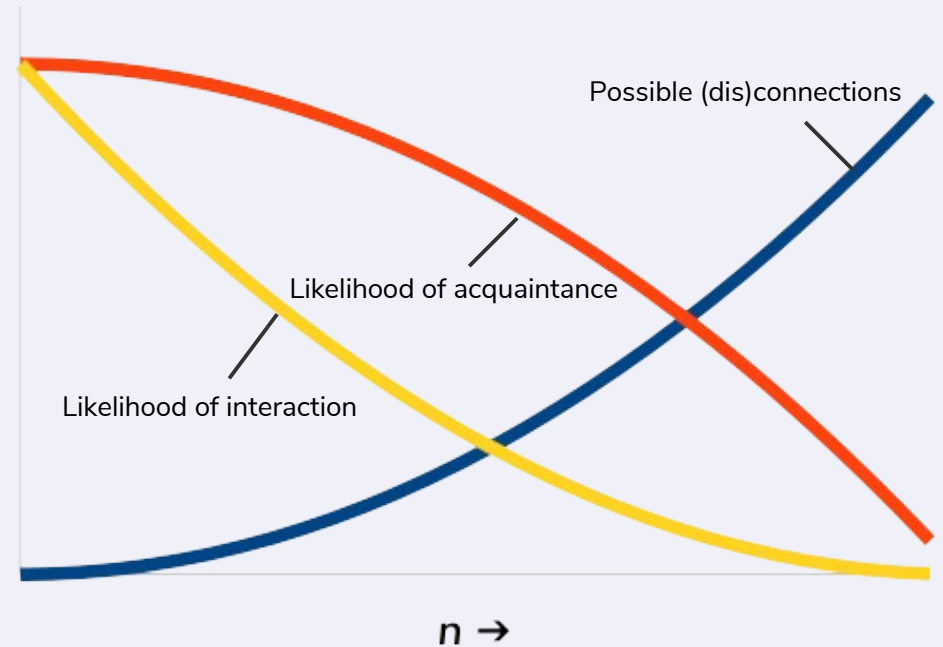 Possible (dis)connections
Likelihood of acquaintance
Likelihood of interaction
n →